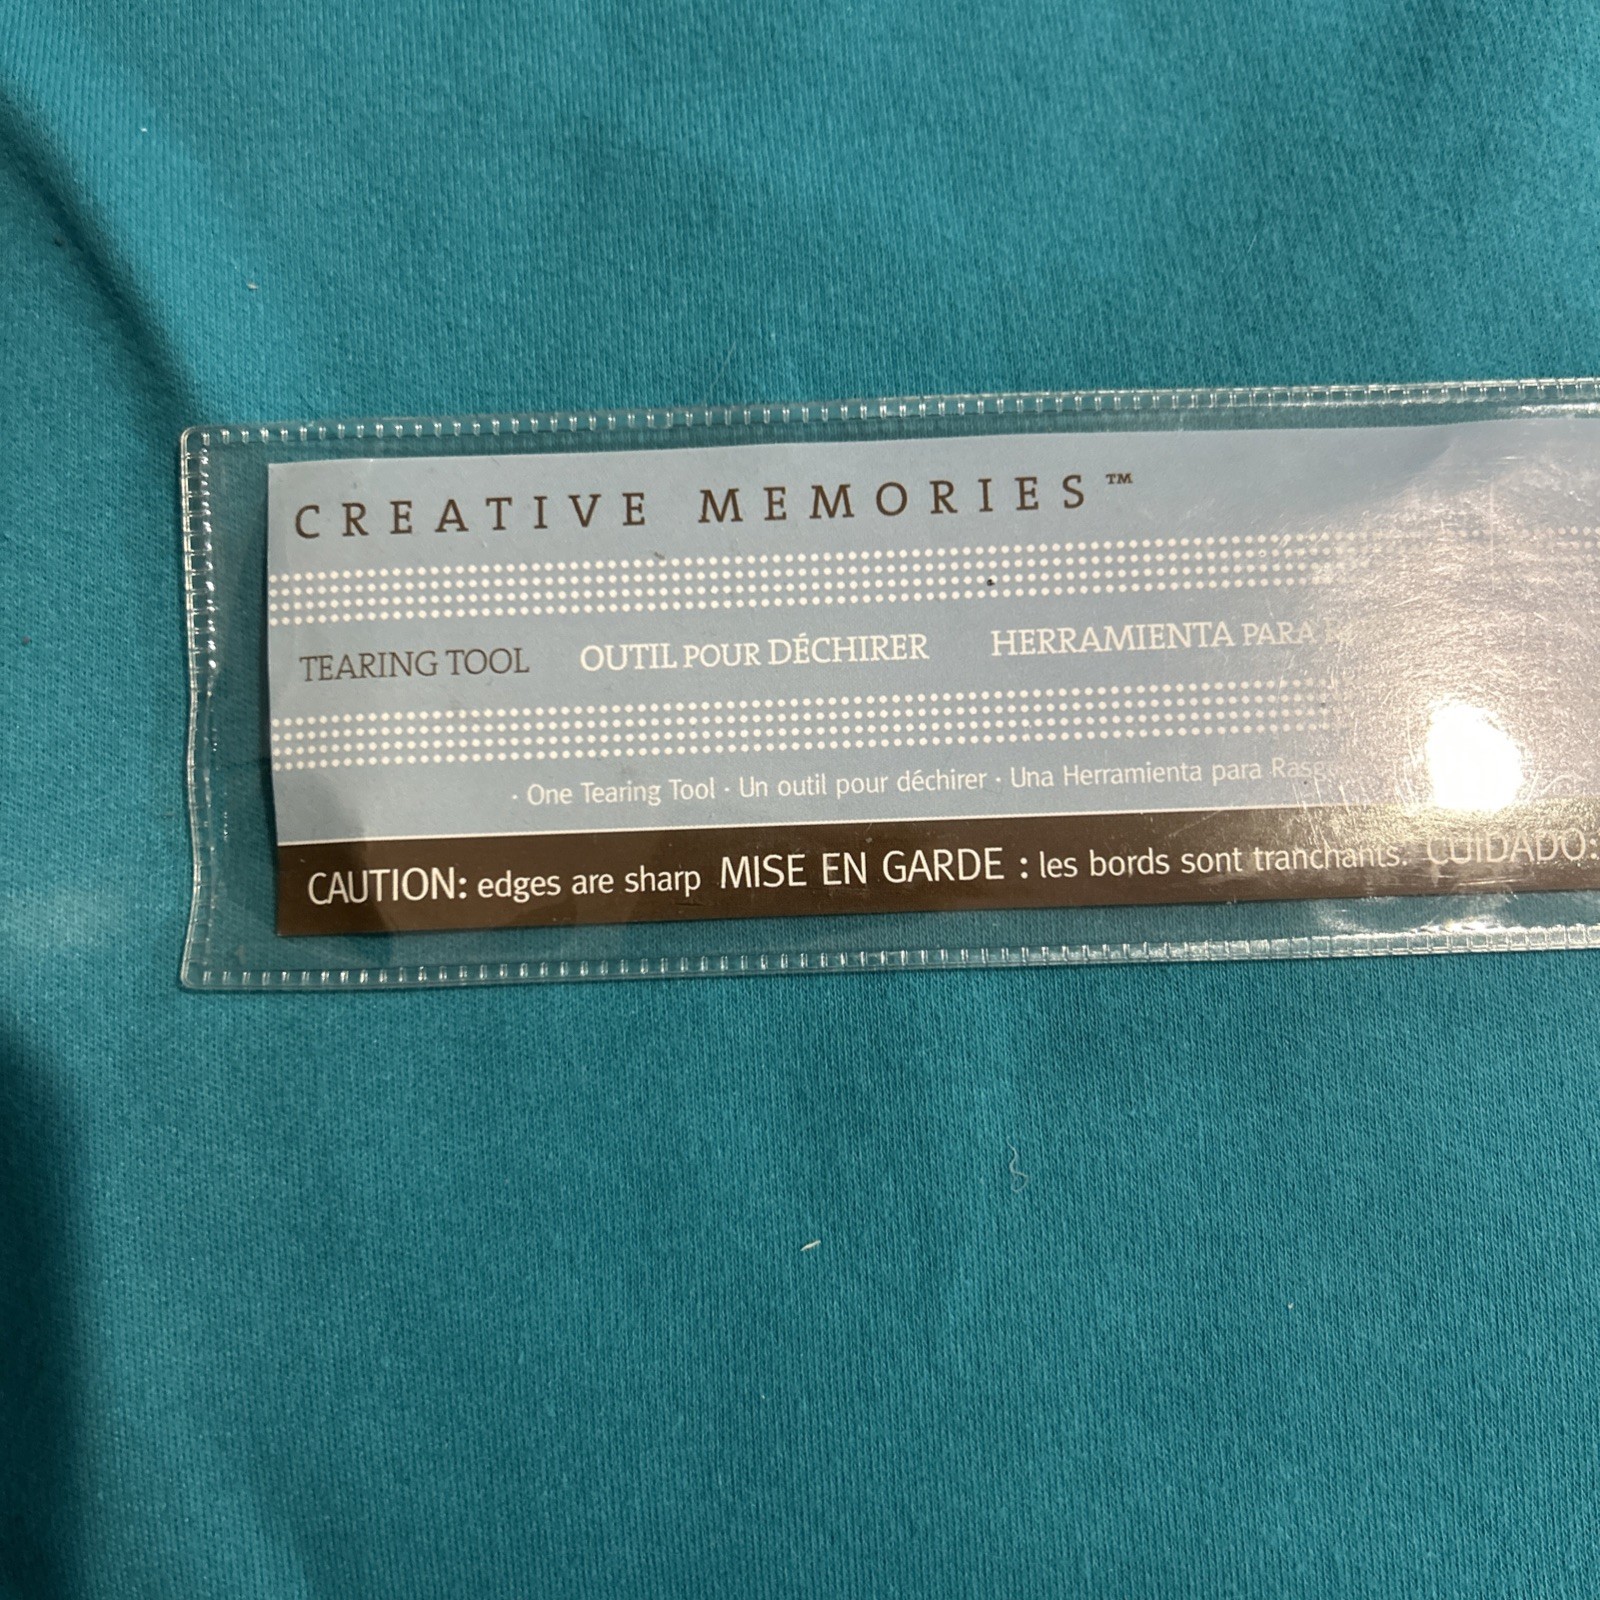 CREATIVE MEMORIES™
TEARING TOOL OUTIL POUR DÉCHIRER HERRAMIENTA PARA
· One Tearing Tool · Un outil pour déchirer · Una Herramienta para
CAUTION: edges are sharp MISE EN GARDE : les bords sont tranchants. CUIDADO: